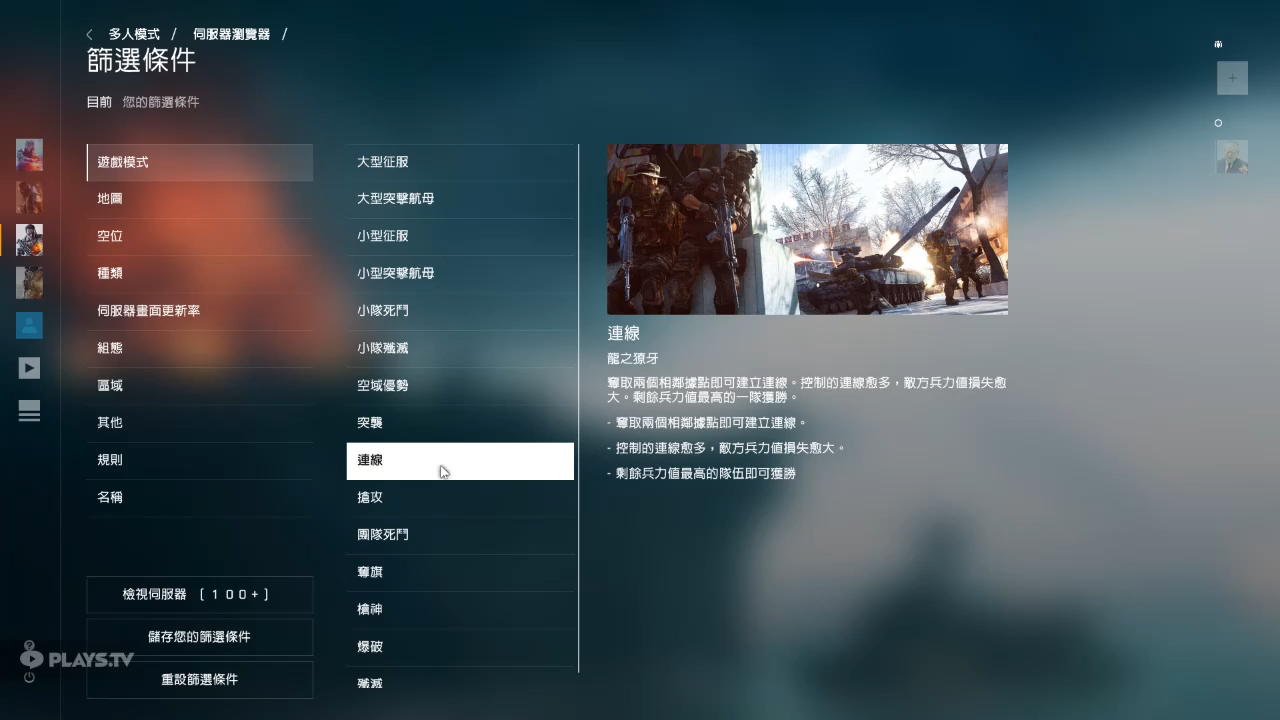 多人模式 / 伺服器瀏覽器 /
篩選條件
目前 您的篩選條件
遊戲模式
地圖
空位
種類
伺服器畫面更新率
組態
區域
其他
規則
名稱
檢視伺服器 [100+]
儲存您的篩選條件
重設篩選條件
大型征服
大型突擊航母
小型征服
小型突擊航母
小隊死鬥
小隊殲滅
空域優勢
突襲
連線
搶攻
團隊死鬥
奪旗
槍神
爆破
殲滅
連線
龍之獠牙
奪取兩個相鄰據點即可建立連線。控制的連線愈多，敵方兵力值損失愈
大。剩餘兵力值最高的一隊獲勝。
- 奪取兩個相鄰據點即可建立連線。
- 控制的連線愈多，敵方兵力值損失愈大。
- 剩餘兵力值最高的隊伍即可獲勝
PLAYS.TV